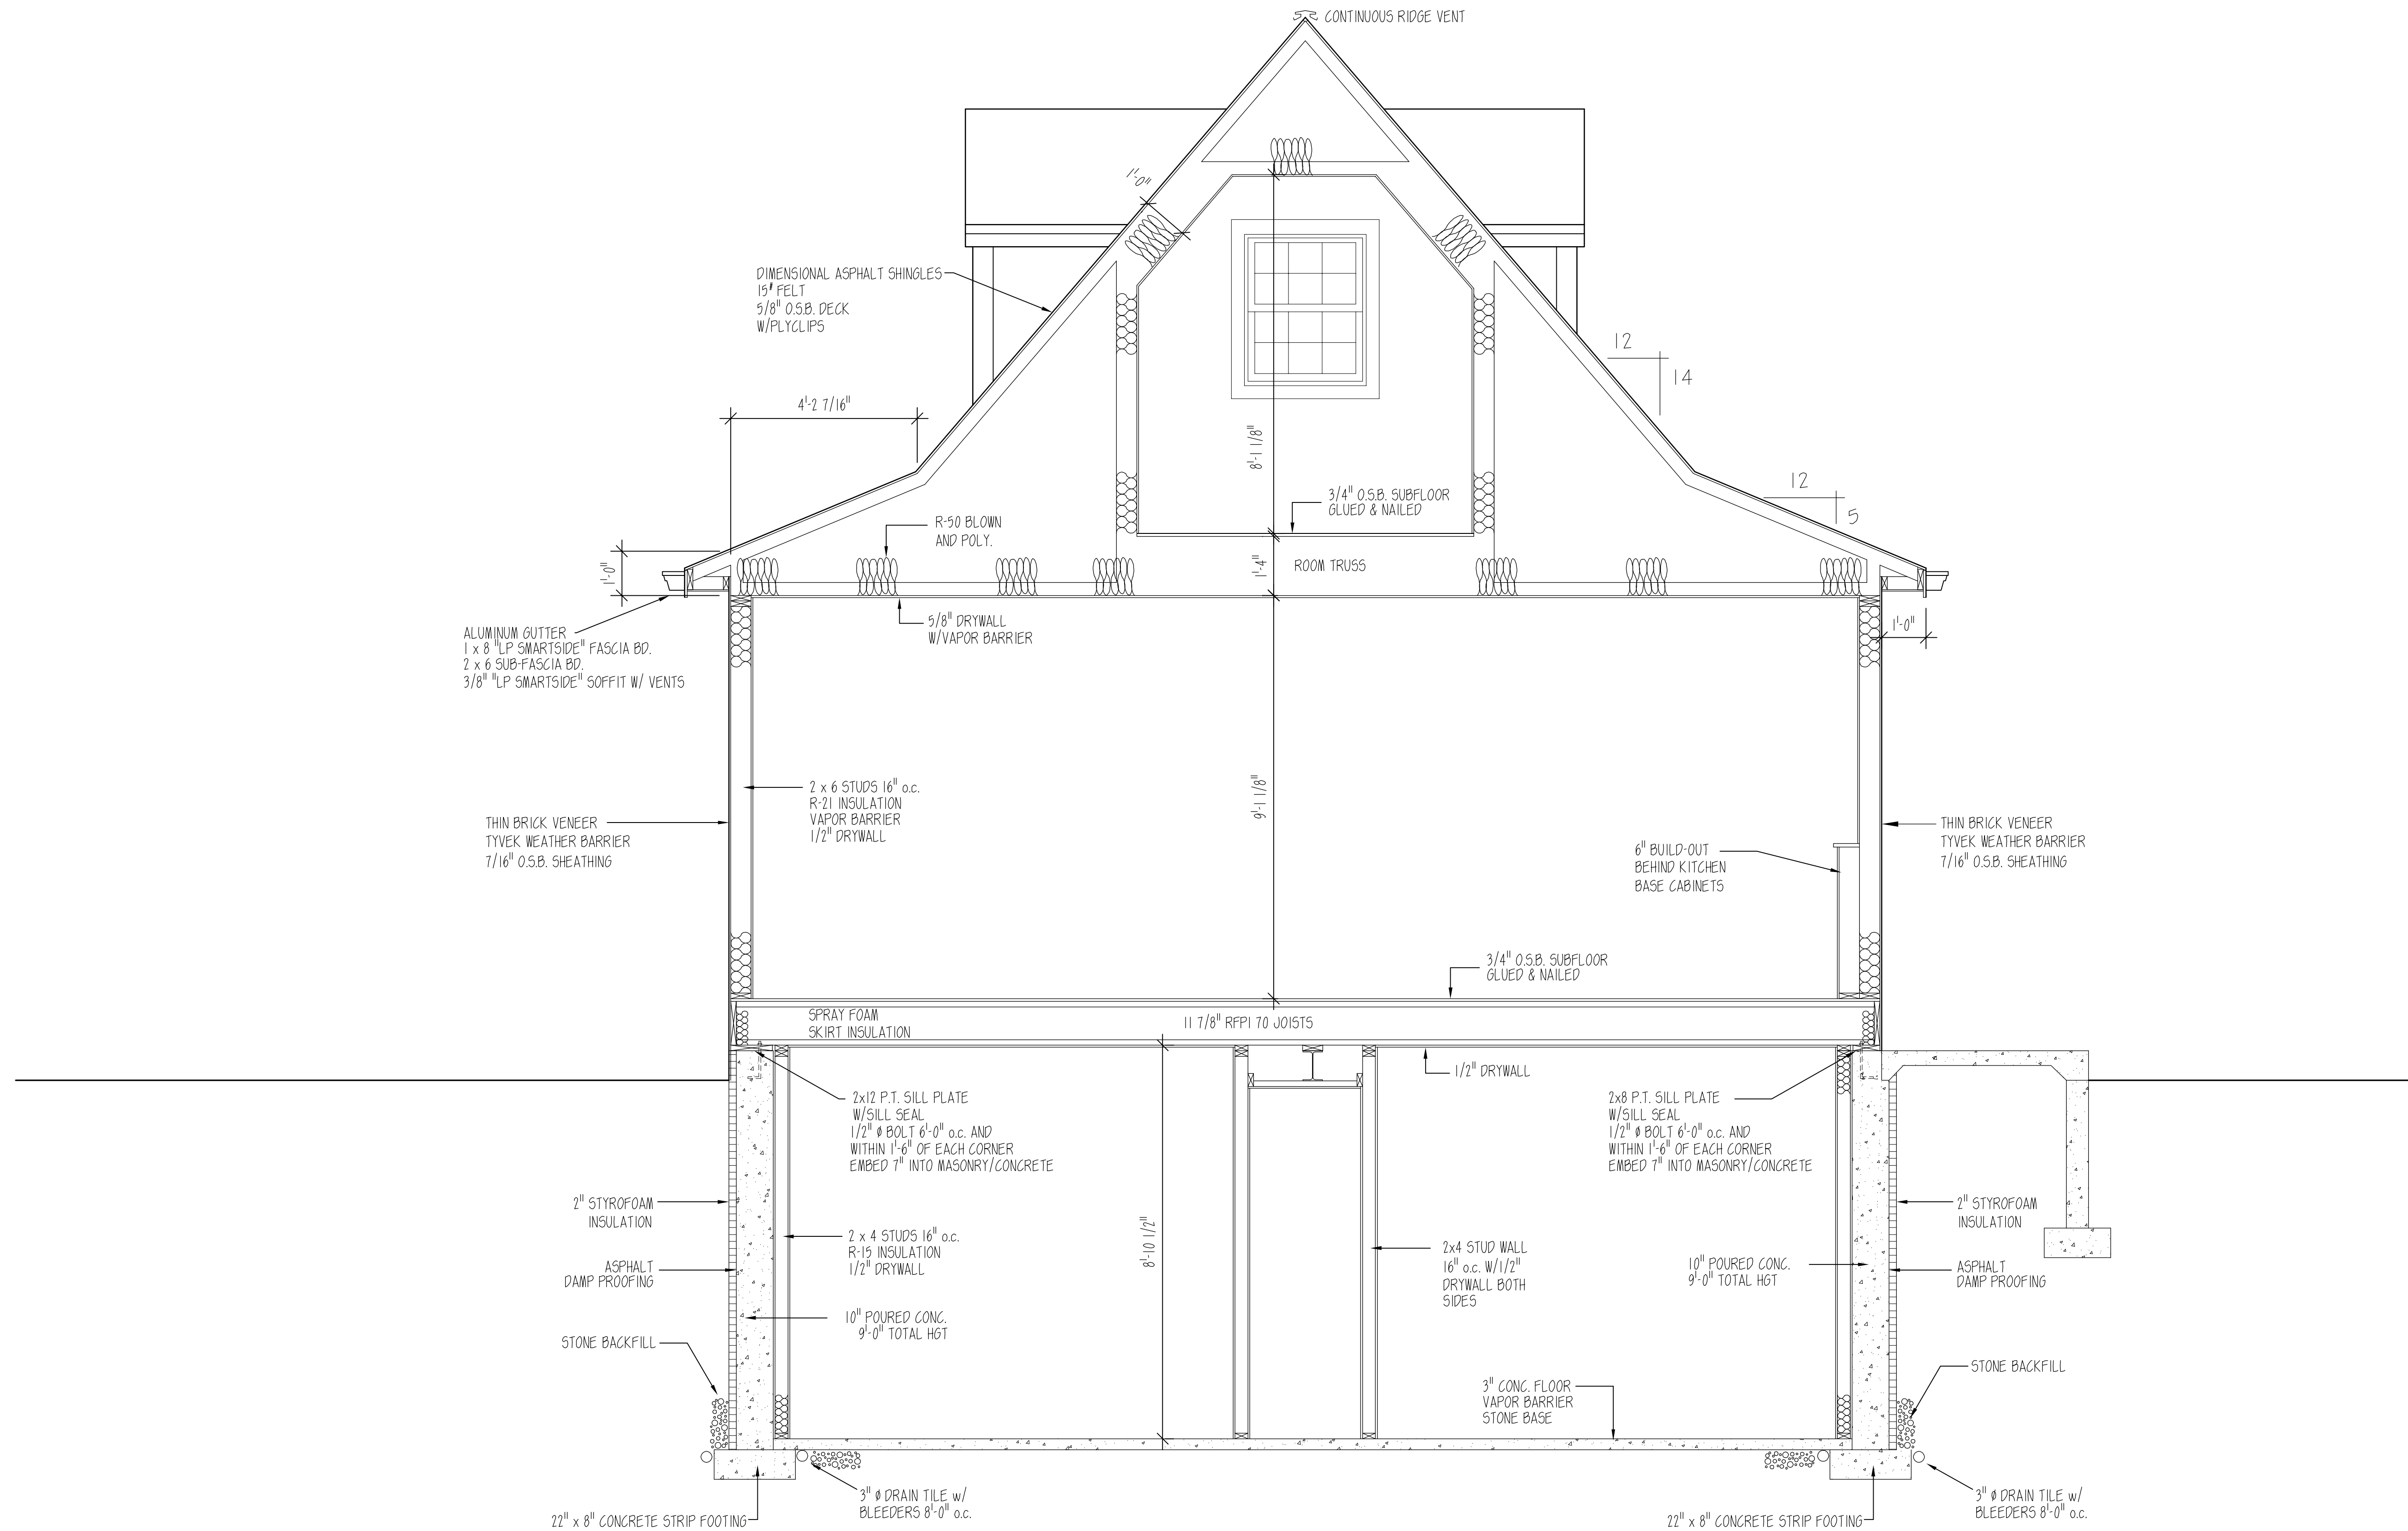 CONTINUOUS RIDGE VENT
1'-0"
DIMENSIONAL ASPHALT SHINGLES
15# FELT
5/8" O.S.B. DECK
W/PLYCLIPS
12
14
4'-2 7/16"
8'-1 1/8"
12
5
3/4" O.S.B. SUBFLOOR
GLUED & NAILED
R-50 BLOWN
AND POLY.
1'-0"
1'-4"
ROOM TRUSS
5/8" DRYWALL
W/VAPOR BARRIER
1'-0"
ALUMINUM GUTTER
1 x 8 "LP SMARTSIDE" FASCIA BD.
2 x 6 SUB-FASCIA BD.
3/8" "LP SMARTSIDE" SOFFIT W/ VENTS
2 x 6 STUDS 16" o.c.
R-21 INSULATION
VAPOR BARRIER
1/2" DRYWALL
9'-1 1/8"
THIN BRICK VENEER
TYVEK WEATHER BARRIER
7/16" O.S.B. SHEATHING
6" BUILD-OUT
BEHIND KITCHEN
BASE CABINETS
THIN BRICK VENEER
TYVEK WEATHER BARRIER
7/16" O.S.B. SHEATHING
3/4" O.S.B. SUBFLOOR
GLUED & NAILED
SPRAY FOAM
SKIRT INSULATION
11 7/8" RFPI 70 JOISTS
1/2" DRYWALL
2x12 P.T. SILL PLATE
W/SILL SEAL
1/2" ø BOLT 6'-0" o.c. AND
WITHIN 1'-6" OF EACH CORNER
EMBED 7" INTO MASONRY/CONCRETE
2x8 P.T. SILL PLATE
W/SILL SEAL
1/2" ø BOLT 6'-0" o.c. AND
WITHIN 1'-6" OF EACH CORNER
EMBED 7" INTO MASONRY/CONCRETE
2" STYROFOAM
INSULATION
2 x 4 STUDS 16" o.c.
R-15 INSULATION
1/2" DRYWALL
8'-10 1/2"
2x4 STUD WALL
16" o.c. W/1/2"
DRYWALL BOTH
SIDES
10" POURED CONC.
9'-0" TOTAL HGT
2" STYROFOAM
INSULATION
ASPHALT
DAMP PROOFING
ASPHALT
DAMP PROOFING
10" POURED CONC.
9'-0" TOTAL HGT
STONE BACKFILL
STONE BACKFILL
3" CONC. FLOOR
VAPOR BARRIER
STONE BASE
3" ø DRAIN TILE w/
BLEEDERS 8'-0" o.c.
3" ø DRAIN TILE w/
BLEEDERS 8'-0" o.c.
22" x 8" CONCRETE STRIP FOOTING
22" x 8" CONCRETE STRIP FOOTING